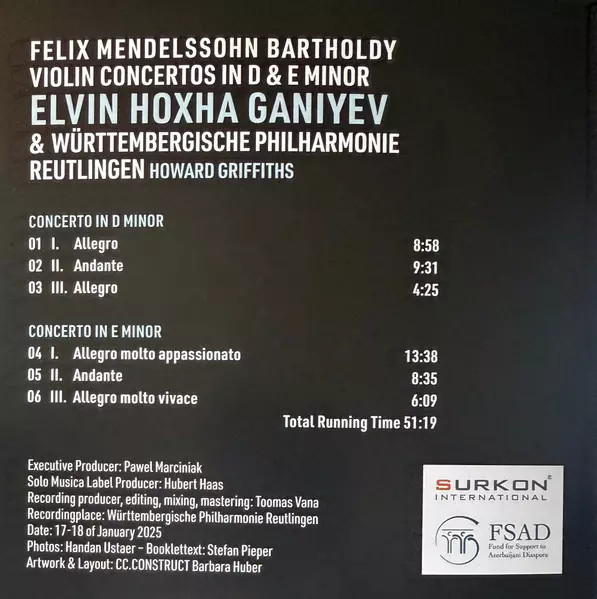 FELIX MENDELSSOHN BARTHOLDY
VIOLIN CONCERTOS IN D & E MINOR
ELVIN HOXHA GANIYEV
& WÜRTTEMBERGISCHE PHILHARMONIE
REUTLINGEN HOWARD GRIFFITHS
CONCERTO IN D MINOR
01 I. Allegro 8:58
02 II. Andante 9:31
03 III. Allegro 4:25
CONCERTO IN E MINOR
04 I. Allegro molto appassionato 13:38
05 II. Andante 8:35
06 III. Allegro molto vivace 6:09
Total Running Time 51:19
Executive Producer: Pawel Marciniak
Solo Musica Label Producer: Hubert Haas
Recording producer, editing, mixing, mastering: Toomas Vana
Recordingplace: Württembergische Philharmonie Reutlingen
Date: 17-18 of January 2025
Photos: Handan Ustaer – Booklettext: Stefan Pieper
Artwork & Layout: CC.CONSTRUCT Barbara Huber
SURKON®
INTERNATIONAL
FSAD
Fund for Support to
Azerbaijani Diaspora